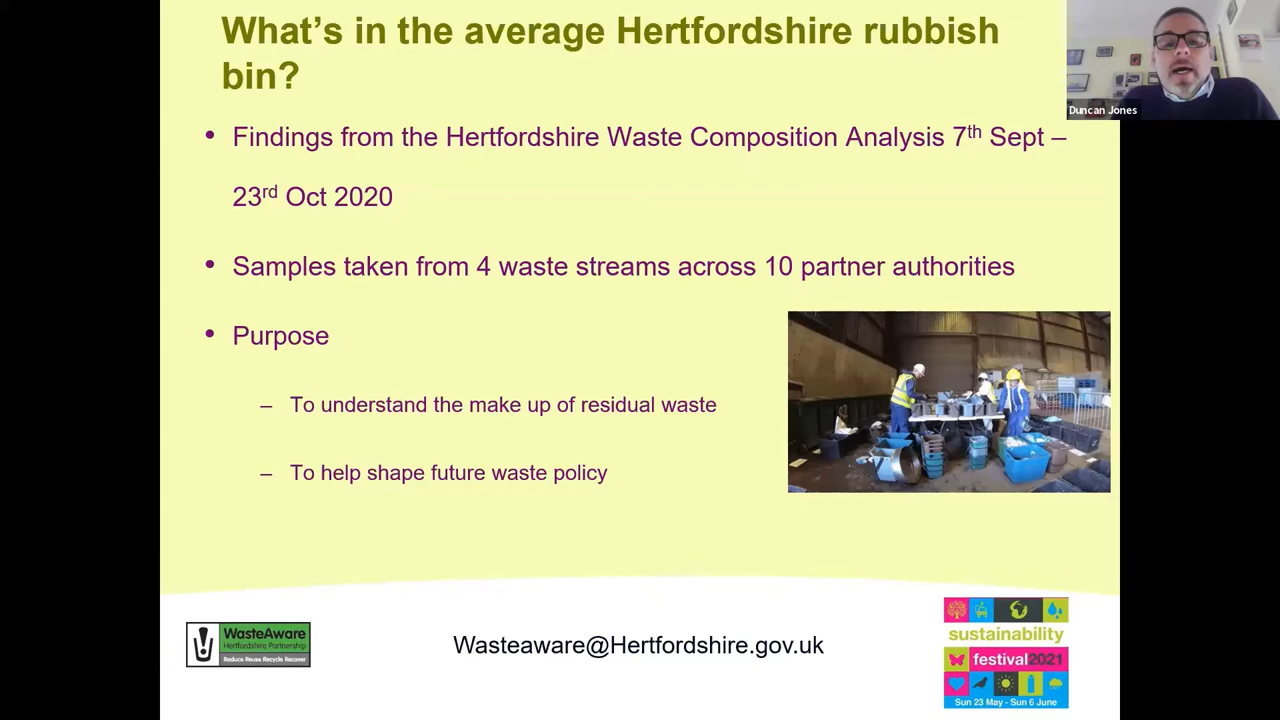 What's in the average Hertfordshire rubbish
bin?
Duncan Jones
• Findings from the Hertfordshire Waste Composition Analysis 7th Sept –
23rd Oct 2020
• Samples taken from 4 waste streams across 10 partner authorities
• Purpose
– To understand the make up of residual waste
– To help shape future waste policy
WasteAware
Hertfordshire Partnership
Reduce Reuse Recycle Recover
Wasteaware@Hertfordshire.gov.uk
sustainability
festival2021
Sun 23 May - Sun 6 June